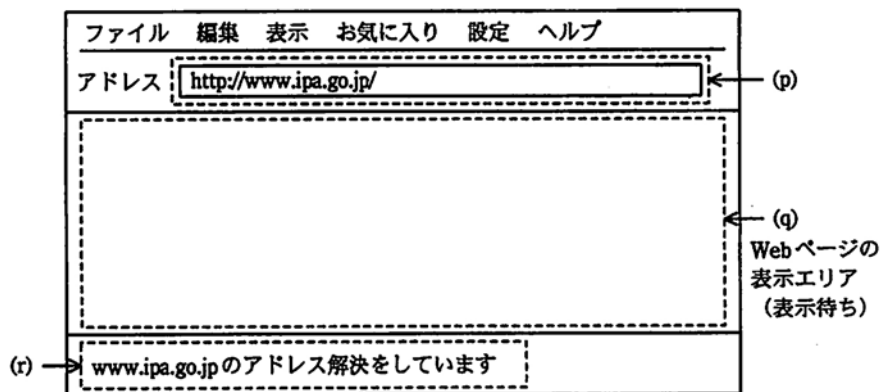 ファイル 編集 表示 お気に入り 設定 ヘルプ
アドレス http://www.ipa.go.jp/
(p)
(q)
Webページの
表示エリア
(表示待ち)
(r)
www.ipa.go.jpのアドレス解決をしています